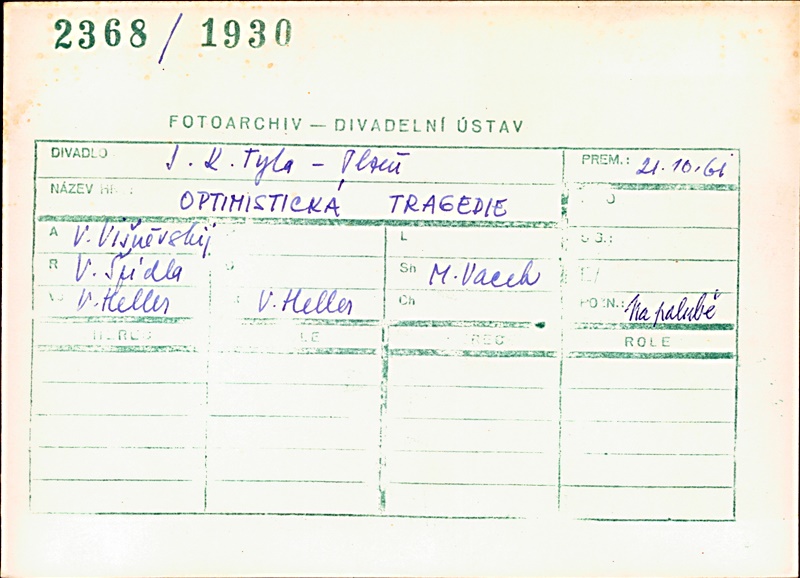 2368 / 1930
FOTOARCHIV — DIVADELNÍ ÚSTAV
DIVADLO J. K. Tyla – Plzeň PREM.: 21.10.61
NÁZEV OPTIMISTICKÁ TRAGEDIE
A V. Višněvskij L
R V. Špidla Sh M. Vacek
V. Heller V. Heller Ch POZN.: Na palubě
ROLE